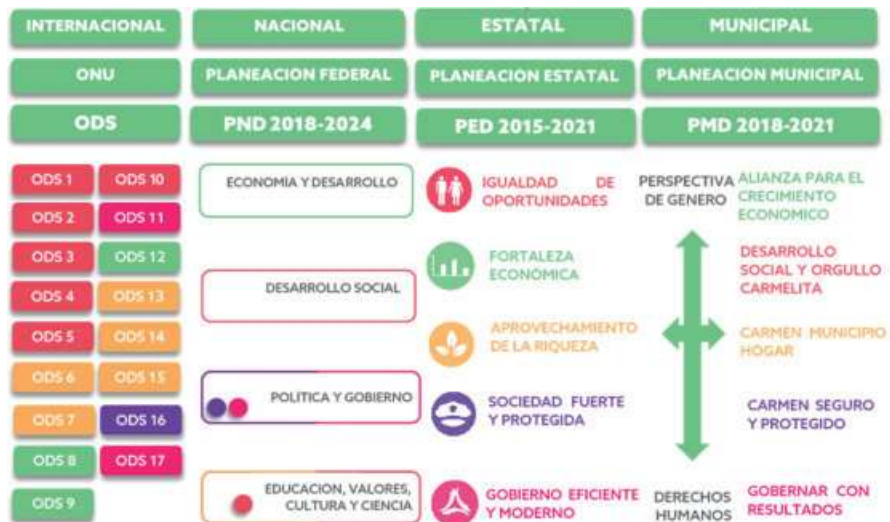 INTERNACIONAL
NACIONAL
ESTATAL
MUNICIPAL
ONU
PLANEACION FEDERAL
PLANEACION ESTATAL
PLANEACION MUNICIPAL
ODS
PND 2018-2024
PED 2015-2021
PMD 2018-2021
ODS 1
ODS 10
ODS 2
ODS 11
ODS 3
ODS 12
ODS 4
ODS 13
ODS 5
ODS 14
ODS 6
ODS 15
ODS 7
ODS 16
ODS 8
ODS 17
ODS 9
ECONOMIA Y DESARROLLO
DESARROLLO SOCIAL
POLITICA Y GOBIERNO
EDUCACION, VALORES,
CULTURA Y CIENCIA
IGUALDAD DE
OPORTUNIDADES
FORTALEZA
ECONÓMICA
APROVECHAMIENTO
DE LA RIQUEZA
SOCIEDAD FUERTE
Y PROTEGIDA
GOBIERNO EFICIENTE
Y MODERNO
PERSPECTIVA
DE GENERO
DERECHOS
HUMANOS
ALIANZA PARA EL
CRECIMIENTO
ECONOMICO
DESARROLLO
SOCIAL Y ORGULLO
CARMELITA
CARMEN MUNICIPIO
HOGAR
CARMEN SEGURO
Y PROTEGIDO
GOBERNAR CON
RESULTADOS